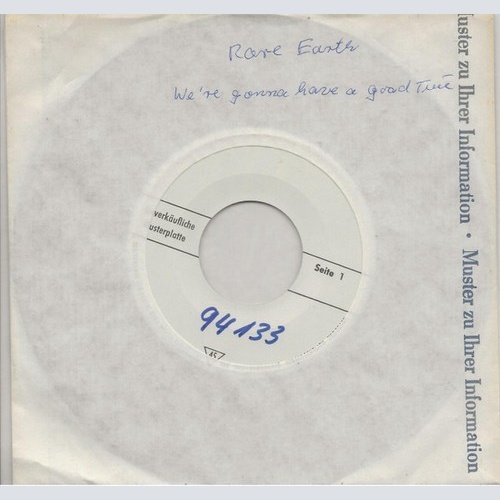 Rare Earth
We're gonna have a good Time
Muster zu Ihrer Information • Muster zu Ihrer Information
verkäufliche
usterplatte
Seite 1
94133
45